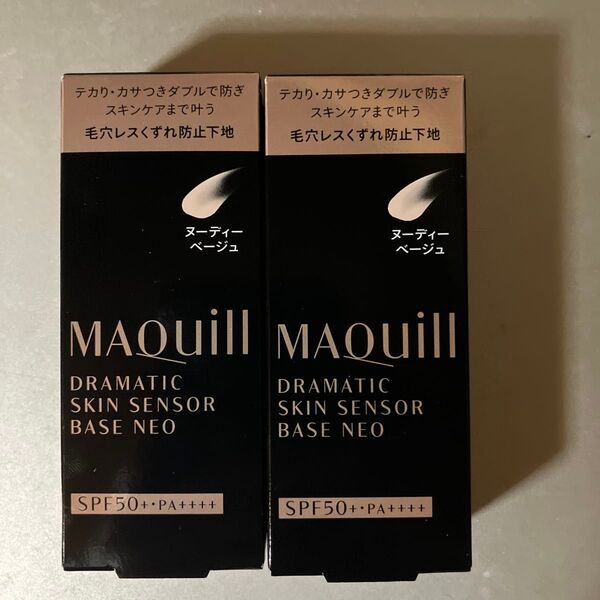 テカり・カサつきダブルで防ぎ
スキンケアまで叶う
毛穴レスくずれ防止下地
ヌーディー
ベージュ
MAQuill
DRAMATIC
SKIN SENSOR
BASE NEO
SPF50+・PA++++
テカり・カサつきダブルで防ぎ
スキンケアまで叶う
毛穴レスくずれ防止下地
ヌーディー
ベージュ
MAQuill
DRAMATIC
SKIN SENSOR
BASE NEO
SPF50+・PA++++